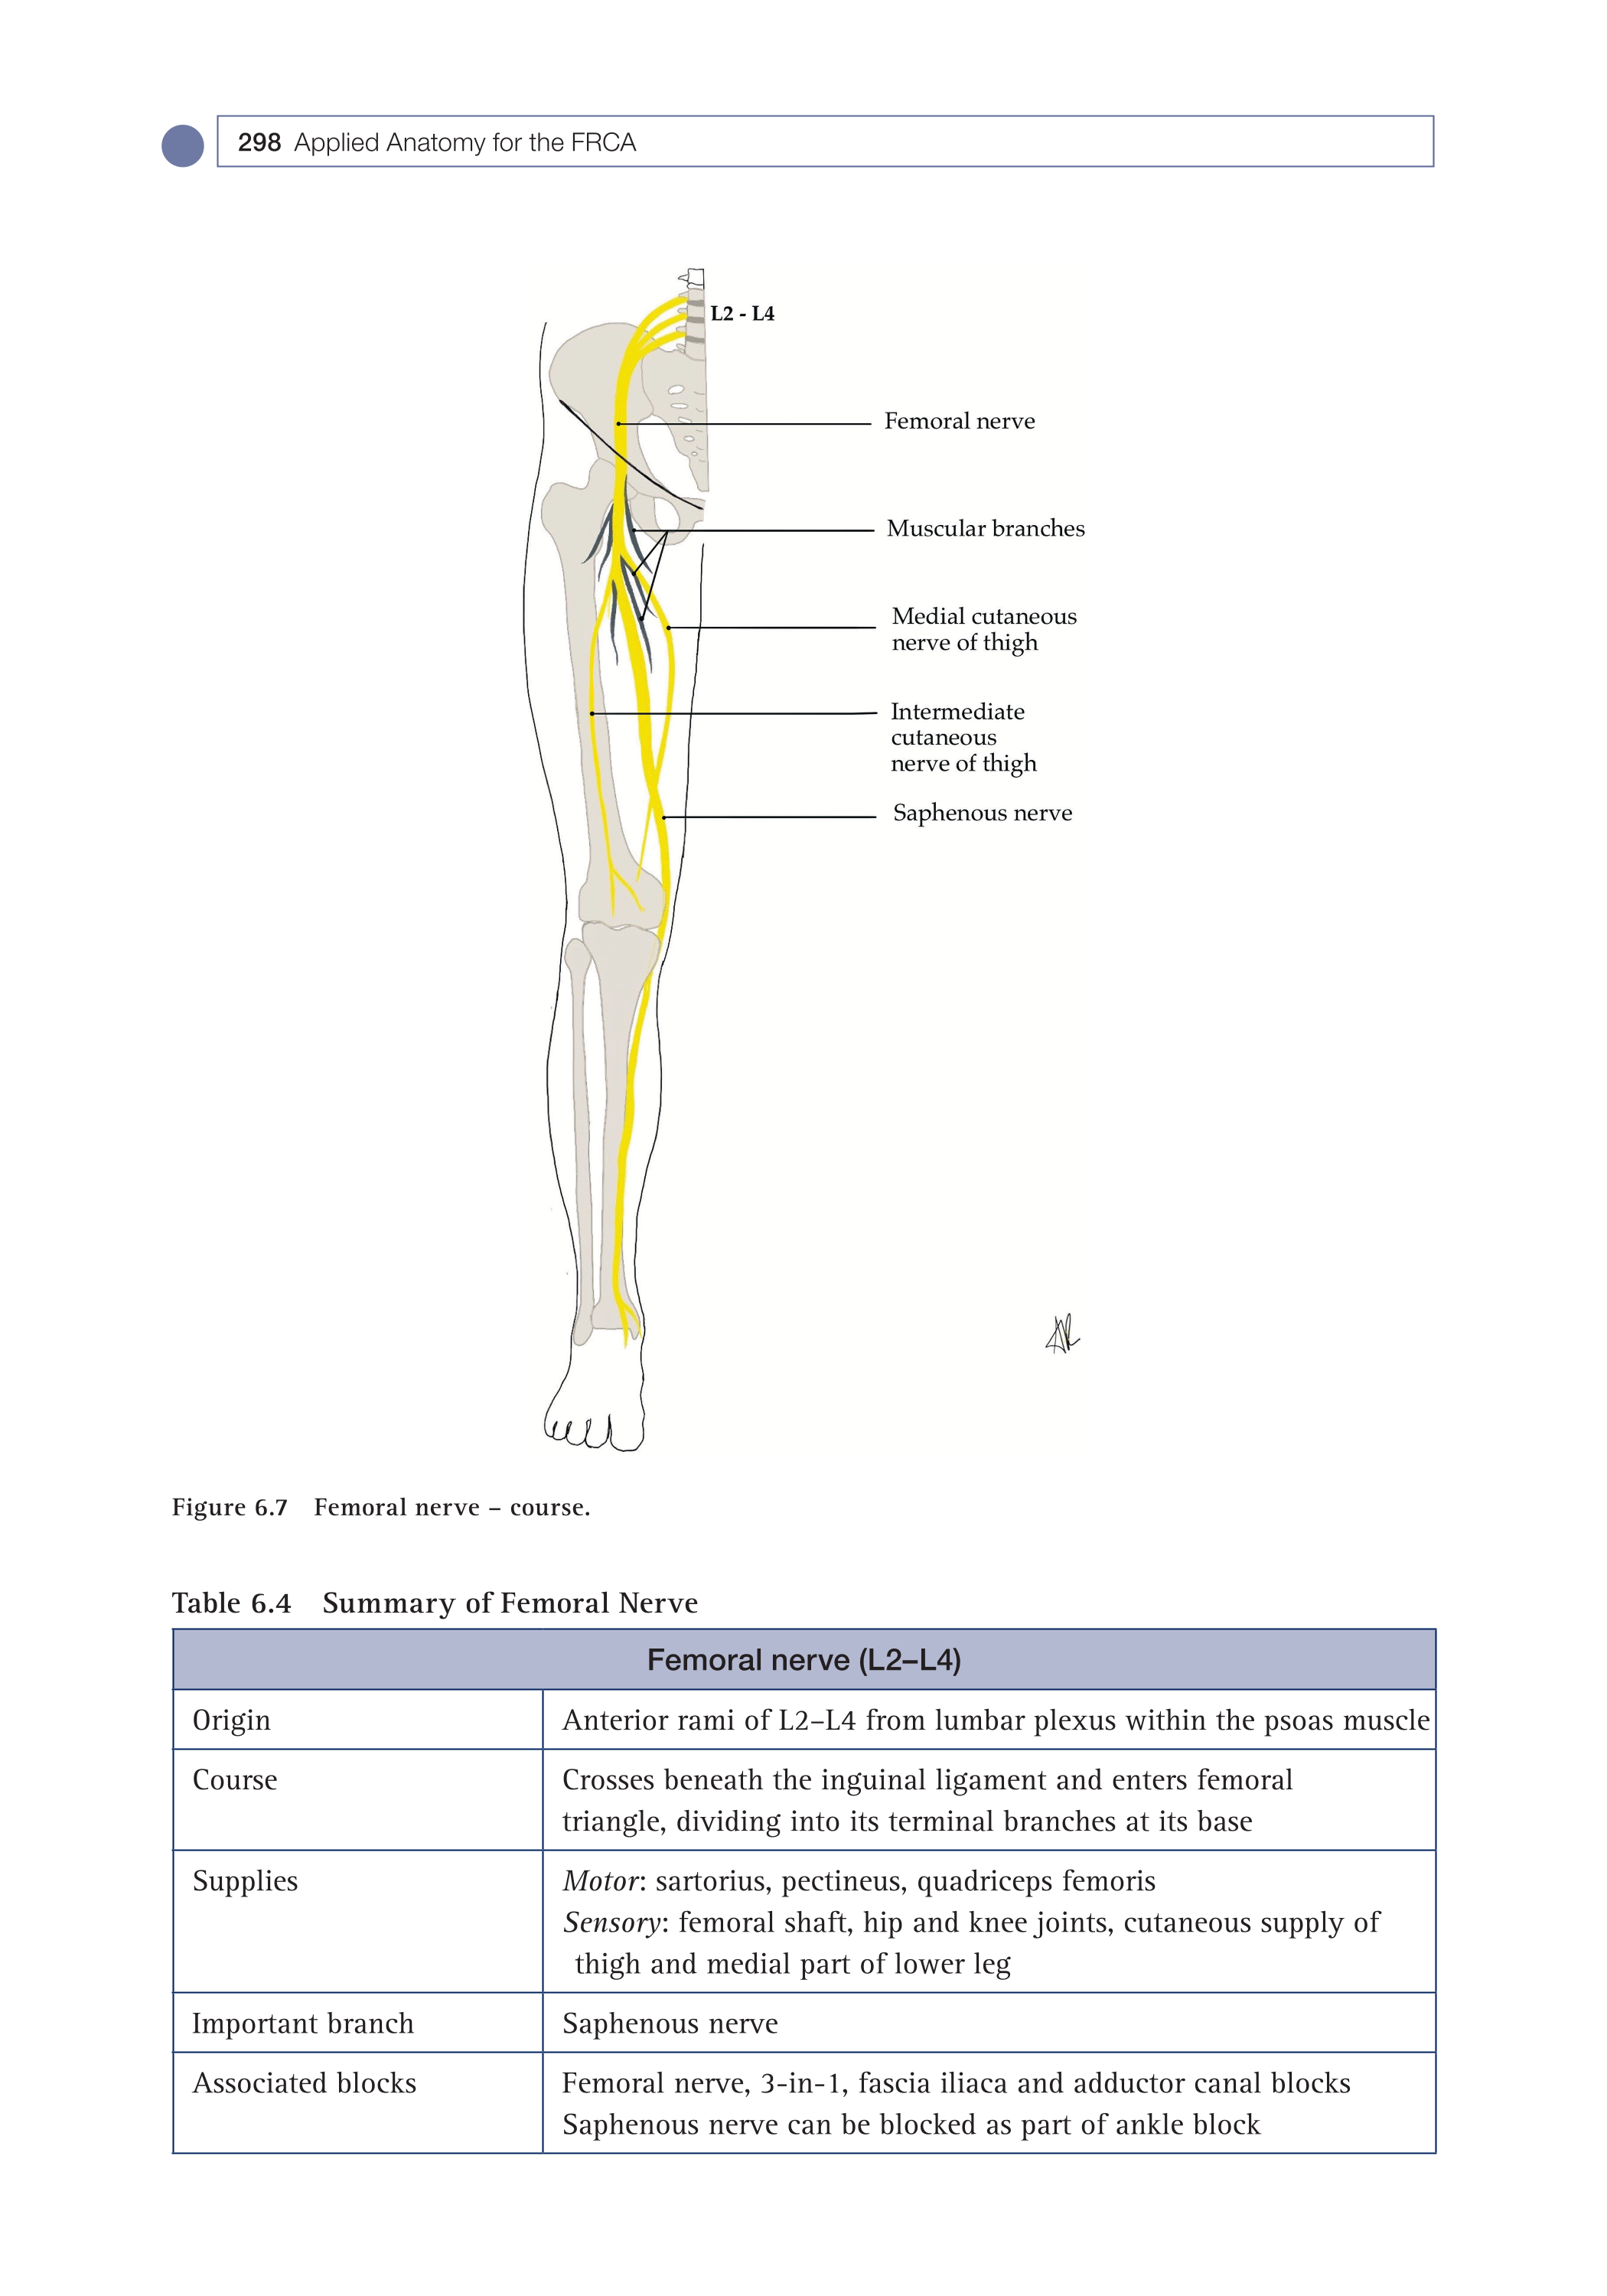 298 Applied Anatomy for the FRCA
L2 - L4
Femoral nerve
Muscular branches
Medial cutaneous
nerve of thigh
Intermediate
cutaneous
nerve of thigh
Saphenous nerve
Figure 6.7 Femoral nerve – course.
Table 6.4 Summary of Femoral Nerve
Femoral nerve (L2–L4)
Origin
Anterior rami of L2–L4 from lumbar plexus within the psoas muscle
Course
Crosses beneath the inguinal ligament and enters femoral
triangle, dividing into its terminal branches at its base
Supplies
Motor: sartorius, pectineus, quadriceps femoris
Sensory: femoral shaft, hip and knee joints, cutaneous supply of
thigh and medial part of lower leg
Important branch
Saphenous nerve
Associated blocks
Femoral nerve, 3-in-1, fascia iliaca and adductor canal blocks
Saphenous nerve can be blocked as part of ankle block